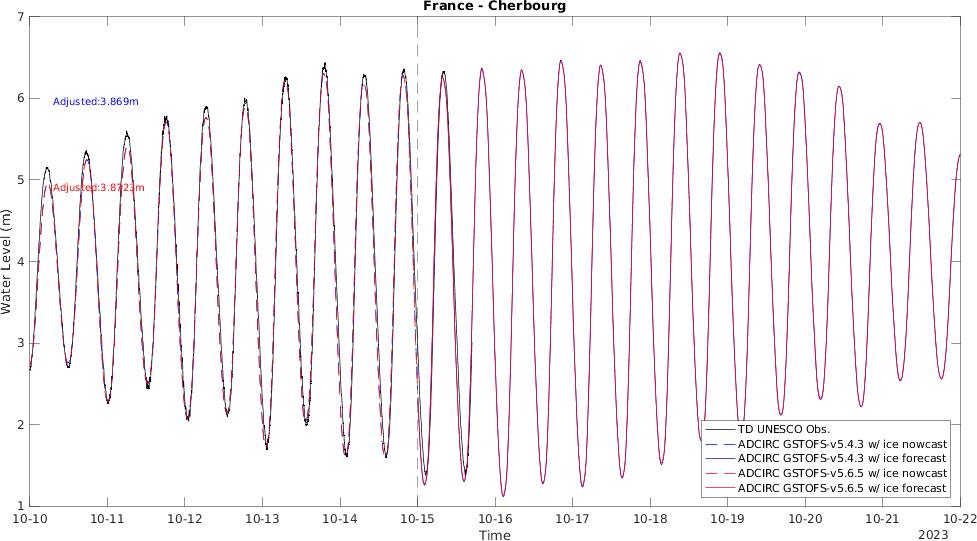 France - Cherbourg
7
6
5
4
3
2
1
Water Level (m)
Adjusted:3.869m
Adjusted:3.8723m
TD UNESCO Obs.
ADCIRC GSTOFS-v5.4.3 w/ ice nowcast
ADCIRC GSTOFS-v5.4.3 w/ ice forecast
ADCIRC GSTOFS-v5.6.5 w/ ice nowcast
ADCIRC GSTOFS-v5.6.5 w/ ice forecast
10-10 10-11 10-12 10-13 10-14 10-15 10-16 10-17 10-18 10-19 10-20 10-21 10-22
Time
2023